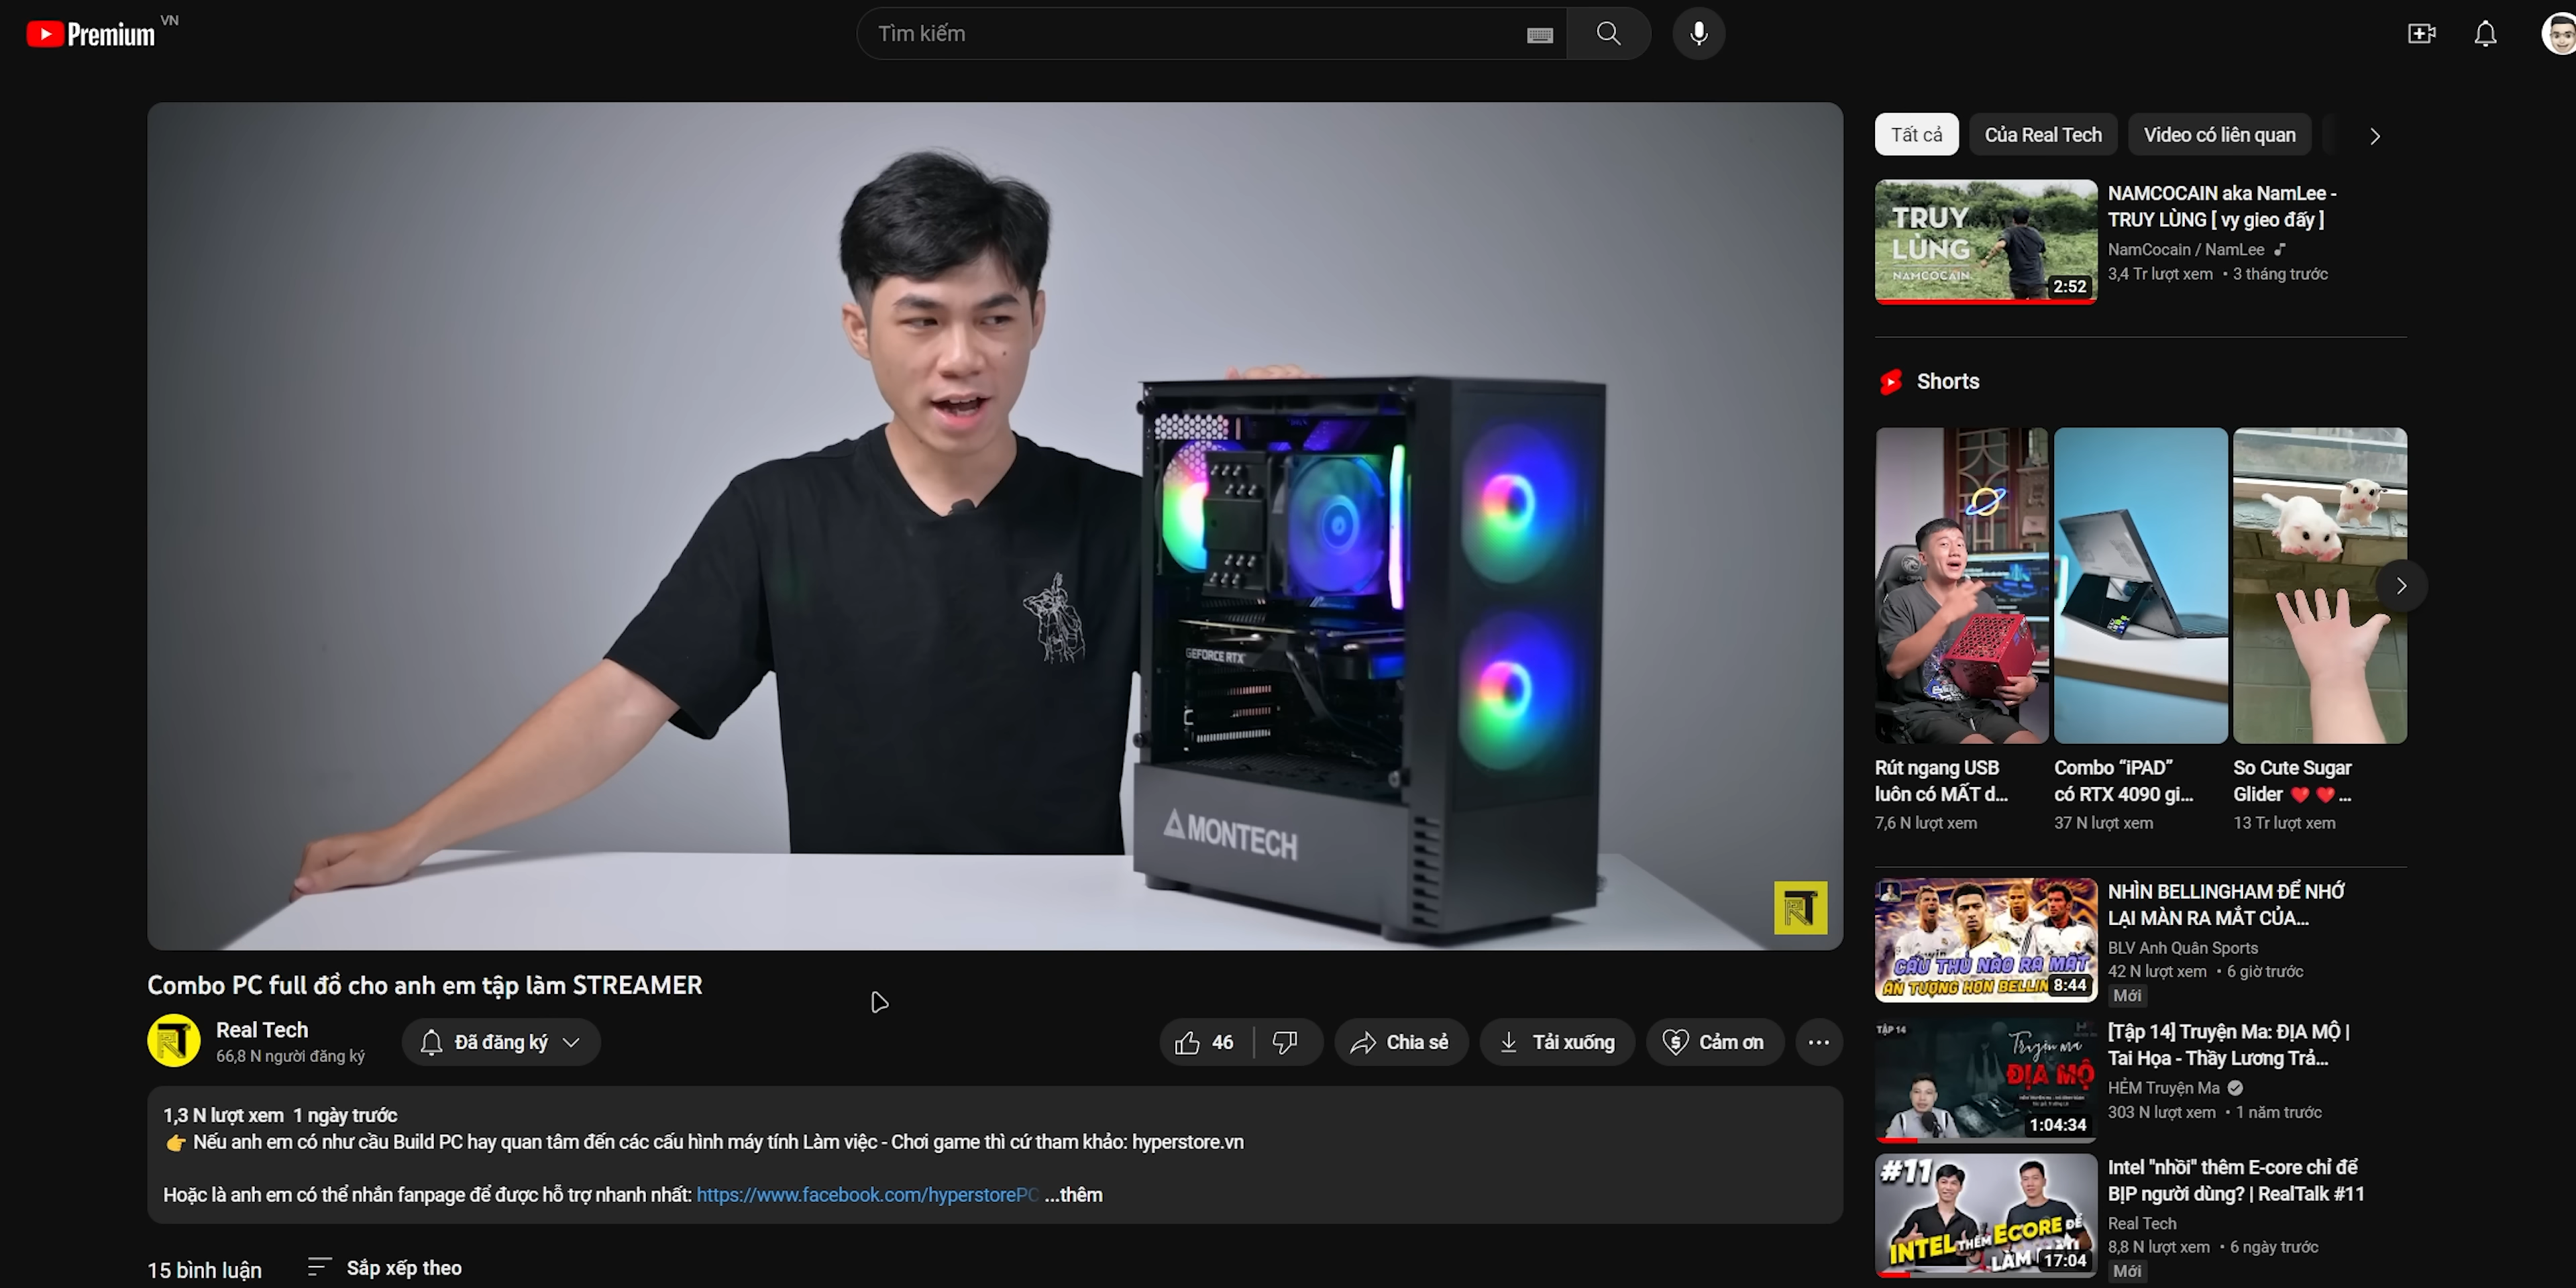 Premium VN
Tìm kiếm
GEFORCE RTX
MONTECH
RT
Combo PC full đồ cho anh em tập làm STREAMER
Real Tech
66,8 N người đăng ký
Đã đăng ký
46
Chia sẻ
Tải xuống
Cảm ơn
1,3 N lượt xem 1 ngày trước
👉 Nếu anh em có như cầu Build PC hay quan tâm đến các cấu hình máy tính Làm việc - Chơi game thì cứ tham khảo: hyperstore.vn
Hoặc là anh em có thể nhắn fanpage để được hỗ trợ nhanh nhất: https://www.facebook.com/hyperstorePC ...thêm
15 bình luận
Sắp xếp theo
Tất cả
Của Real Tech
Video có liên quan
TRUY
LÙNG
NAMCOCAIN
2:52
NAMCOCAIN aka NamLee -
TRUY LÙNG [ vy gieo đấy ]
NamCocain / NamLee
3,4 Tr lượt xem • 3 tháng trước
Shorts
Rút ngang USB
luôn có MẤT d...
7,6 N lượt xem
Combo “iPAD”
có RTX 4090 gi...
37 N lượt xem
So Cute Sugar
Glider ❤️ ❤️ ...
13 Tr lượt xem
CẦU THỦ NÀO RA MẮT
ẤN TƯỢNG HƠN BELLIN
8:44
NHÌN BELLINGHAM ĐỂ NHỚ
LẠI MÀN RA MẮT CỦA...
BLV Anh Quân Sports
42 N lượt xem • 6 giờ trước
Mới
TẬP 14
Truyện ma
ĐỊA MỘ
1:04:34
[Tập 14] Truyện Ma: ĐỊA MỘ |
Tai Họa - Thầy Lương Trả...
HẺM Truyện Ma
303 N lượt xem • 1 năm trước
#11
INTEL THÊM ECORE ĐỂ
LÀM
17:04
Intel "nhồi" thêm E-core chỉ để
BỊP người dùng? | RealTalk #11
Real Tech
8,8 N lượt xem • 6 ngày trước
Mới